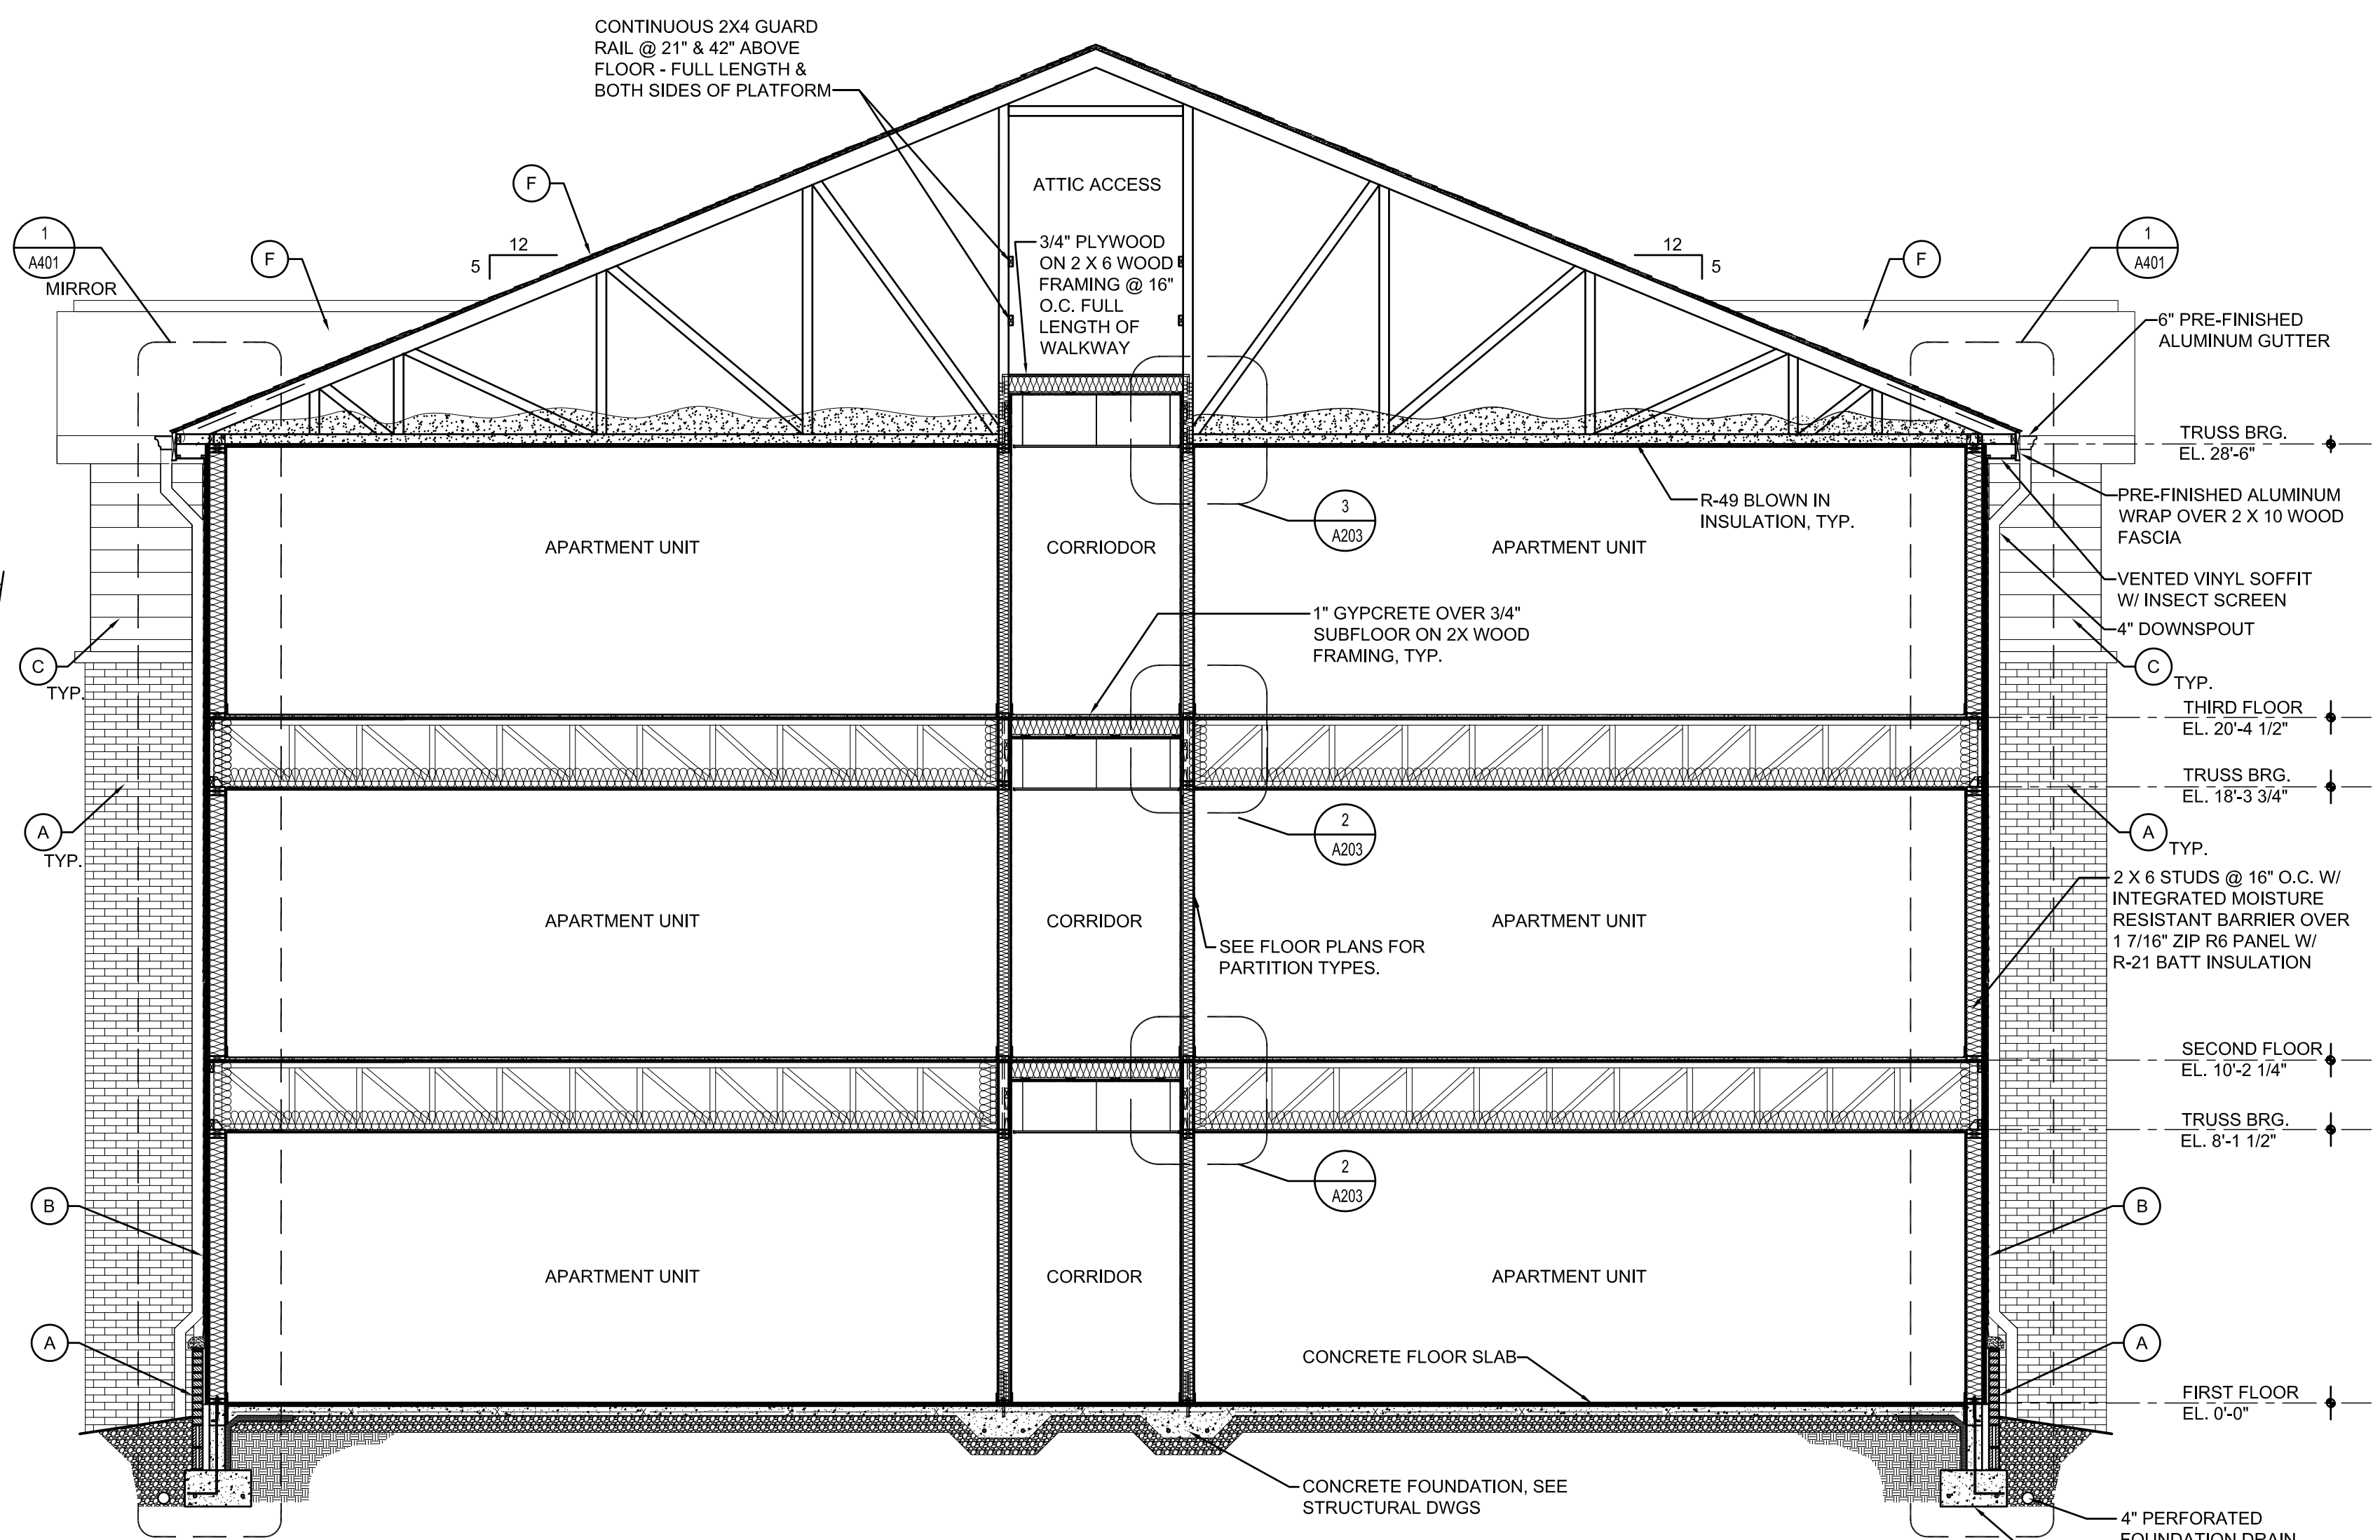 CONTINUOUS 2X4 GUARD
RAIL @ 21" & 42" ABOVE
FLOOR - FULL LENGTH &
BOTH SIDES OF PLATFORM
ATTIC ACCESS
3/4" PLYWOOD
ON 2 X 6 WOOD
FRAMING @ 16"
O.C. FULL
LENGTH OF
WALKWAY
F
12
5
F
1
A401
MIRROR
12
5
F
1
A401
6" PRE-FINISHED
ALUMINUM GUTTER
TRUSS BRG.
EL. 28'-6"
PRE-FINISHED ALUMINUM
WRAP OVER 2 X 10 WOOD
FASCIA
VENTED VINYL SOFFIT
W/ INSECT SCREEN
4" DOWNSPOUT
C
TYP.
R-49 BLOWN IN
INSULATION, TYP.
3
A203
APARTMENT UNIT
CORRIODOR
APARTMENT UNIT
1" GYPCRETE OVER 3/4"
SUBFLOOR ON 2X WOOD
FRAMING, TYP.
C
TYP.
THIRD FLOOR
EL. 20'-4 1/2"
TRUSS BRG.
EL. 18'-3 3/4"
A
TYP.
A
TYP.
2
A203
2 X 6 STUDS @ 16" O.C. W/
INTEGRATED MOISTURE
RESISTANT BARRIER OVER
1 7/16" ZIP R6 PANEL W/
R-21 BATT INSULATION
APARTMENT UNIT
CORRIDOR
APARTMENT UNIT
SEE FLOOR PLANS FOR
PARTITION TYPES.
SECOND FLOOR
EL. 10'-2 1/4"
TRUSS BRG.
EL. 8'-1 1/2"
2
A203
B
B
APARTMENT UNIT
CORRIDOR
APARTMENT UNIT
A
A
CONCRETE FLOOR SLAB
FIRST FLOOR
EL. 0'-0"
CONCRETE FOUNDATION, SEE
STRUCTURAL DWGS
4" PERFORATED
FOUNDATION DRAIN